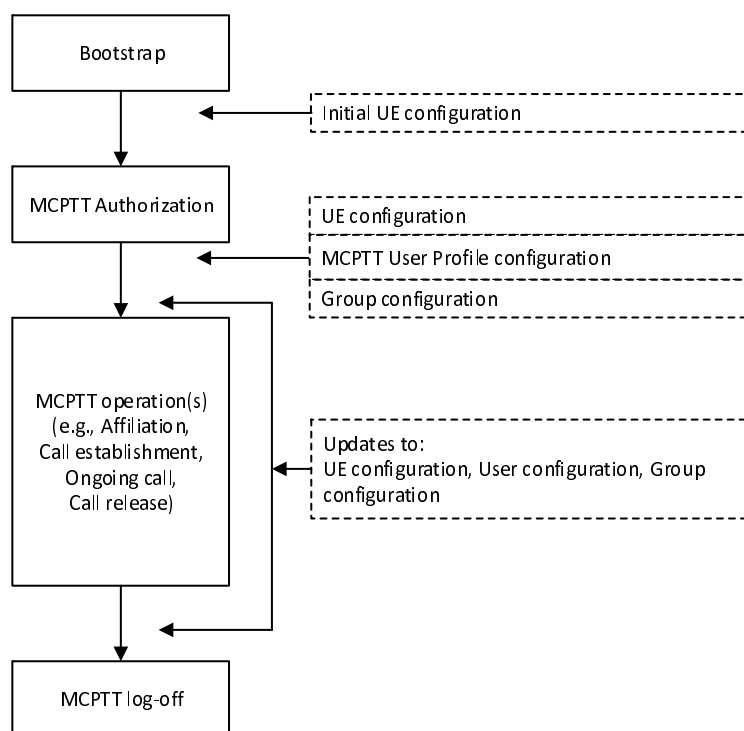 Bootstrap
Initial UE configuration
MCPTT Authorization
UE configuration
MCPTT User Profile configuration
Group configuration
MCPTT operation(s)
(e.g., Affiliation,
Call establishment,
Ongoing call,
Call release)
Updates to:
UE configuration, User configuration, Group
configuration
MCPTT log-off